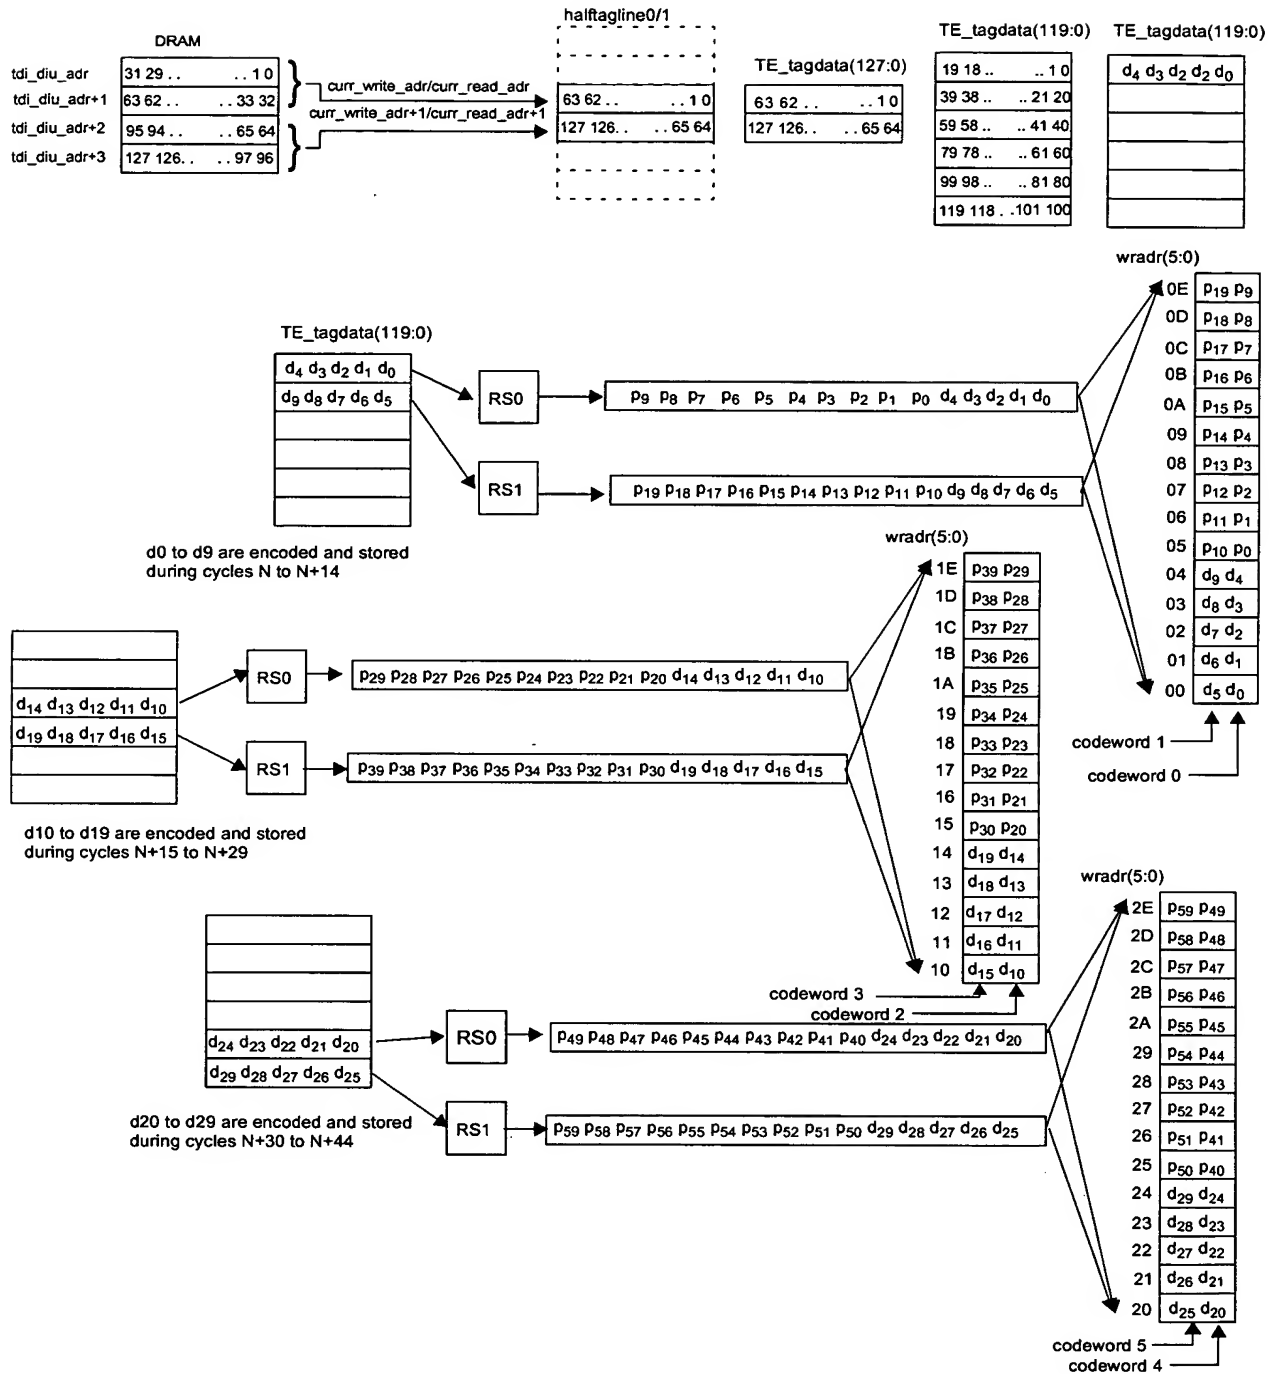 halftagline0/1
DRAM
TE_tagdata(119:0) TE_tagdata(119:0)
TE_tagdata(127:0)
tdi_diu_adr 31 29 . . . . 1 0
tdi_diu_adr+1 63 62 . . . . 33 32
tdi_diu_adr+2 95 94 . . . . 65 64
tdi_diu_adr+3 127 126. . . . 97 96
curr_write_adr/curr_read_adr
curr_write_adr+1/curr_read_adr+1
63 62 . . . . 1 0
127 126. . . . 65 64
63 62 . . . . 1 0
127 126. . . . 65 64
19 18 . . . . 1 0
39 38 . . . . 21 20
59 58 . . . . 41 40
79 78 . . . . 61 60
99 98 . . . . 81 80
119 118 . . 101 100
d4 d3 d2 d2 d0
wradr(5:0)
0E p19 p9
0D p18 p8
0C p17 p7
0B p16 p6
0A p15 p5
09 p14 p4
08 p13 p3
07 p12 p2
06 p11 p1
05 p10 p0
04 d9 d4
03 d8 d3
02 d7 d2
01 d6 d1
00 d5 d0
codeword 1
codeword 0
TE_tagdata(119:0)
d4 d3 d2 d1 d0
d9 d8 d7 d6 d5
RS0
p9 p8 p7 p6 p5 p4 p3 p2 p1 p0 d4 d3 d2 d1 d0
RS1
p19 p18 p17 p16 p15 p14 p13 p12 p11 p10 d9 d8 d7 d6 d5
d0 to d9 are encoded and stored
during cycles N to N+14
wradr(5:0)
1E p39 p29
1D p38 p28
1C p37 p27
1B p36 p26
1A p35 p25
19 p34 p24
18 p33 p23
17 p32 p22
16 p31 p21
15 p30 p20
14 d19 d14
13 d18 d13
12 d17 d12
11 d16 d11
10 d15 d10
codeword 3
codeword 2
d14 d13 d12 d11 d10
d19 d18 d17 d16 d15
RS0
p29 p28 p27 p26 p25 p24 p23 p22 p21 p20 d14 d13 d12 d11 d10
RS1
p39 p38 p37 p36 p35 p34 p33 p32 p31 p30 d19 d18 d17 d16 d15
d10 to d19 are encoded and stored
during cycles N+15 to N+29
wradr(5:0)
2E p59 p49
2D p58 p48
2C p57 p47
2B p56 p46
2A p55 p45
29 p54 p44
28 p53 p43
27 p52 p42
26 p51 p41
25 p50 p40
24 d29 d24
23 d28 d23
22 d27 d22
21 d26 d21
20 d25 d20
codeword 5
codeword 4
d24 d23 d22 d21 d20
d29 d28 d27 d26 d25
RS0
p49 p48 p47 p46 p45 p44 p43 p42 p41 p40 d24 d23 d22 d21 d20
RS1
p59 p58 p57 p56 p55 p54 p53 p52 p51 p50 d29 d28 d27 d26 d25
d20 to d29 are encoded and stored
during cycles N+30 to N+44